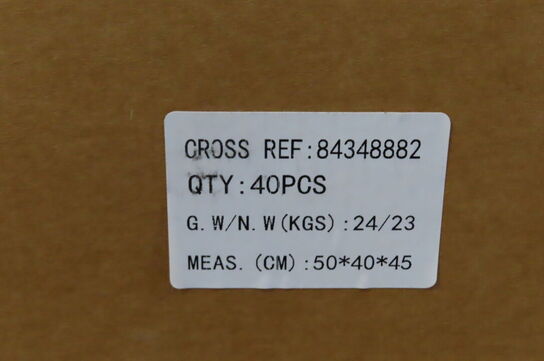 CROSS REF:84348882
QTY:40PCS
G.W/N.W(KGS):24/23
MEAS.(CM):50*40*45